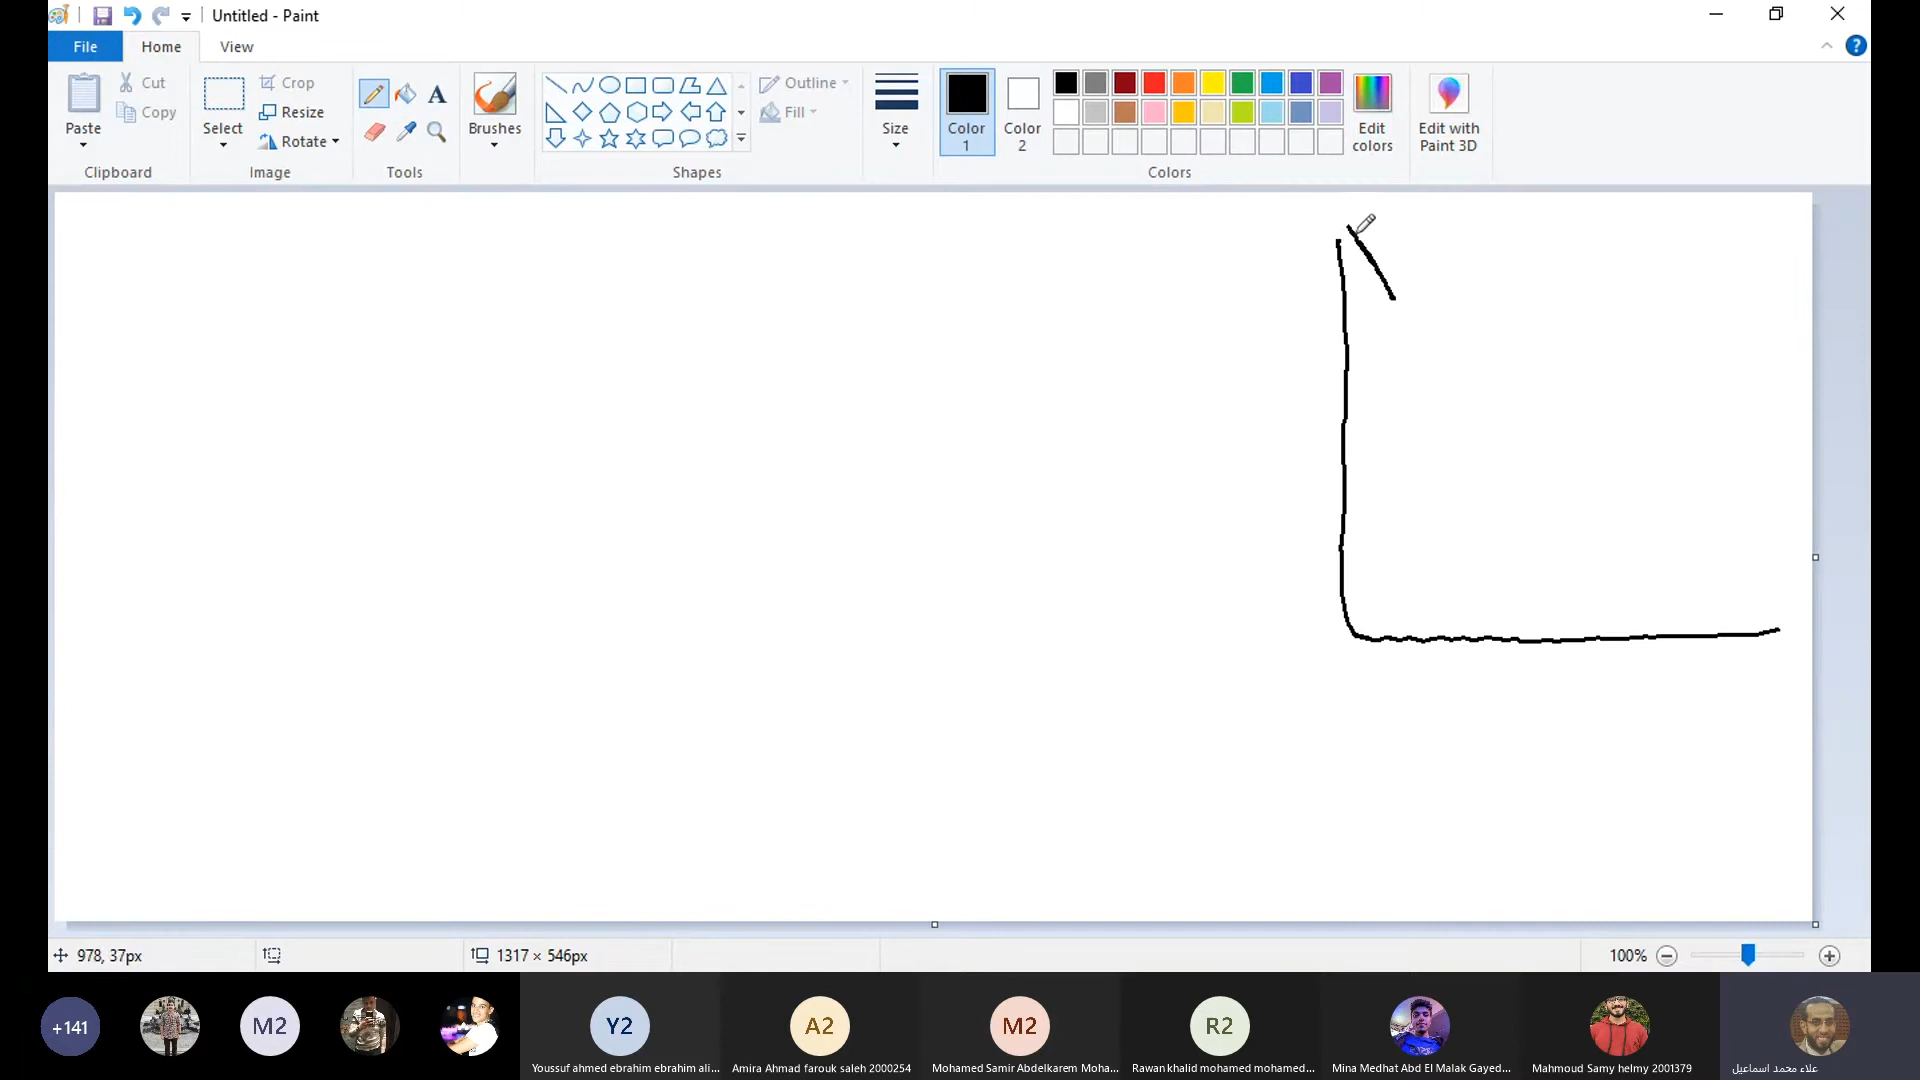 Untitled - Paint
File Home View
Paste
Cut
Copy
Clipboard
Select
Crop
Resize
Rotate
Image
A
Tools
Brushes
Outline
Fill
Shapes
Size
Color 1
Color 2
Edit colors
Colors
Edit with Paint 3D
978, 37px
1317 × 546px
100%
+141
M2
Y2
Youssuf ahmed ebrahim ebrahim ali...
A2
Amira Ahmad farouk saleh 2000254
M2
Mohamed Samir Abdelkarem Moha...
R2
Rawan khalid mohamed mohamed...
Mina Medhat Abd El Malak Gayed...
Mahmoud Samy helmy 2001379
علاء محمد اسماعيل